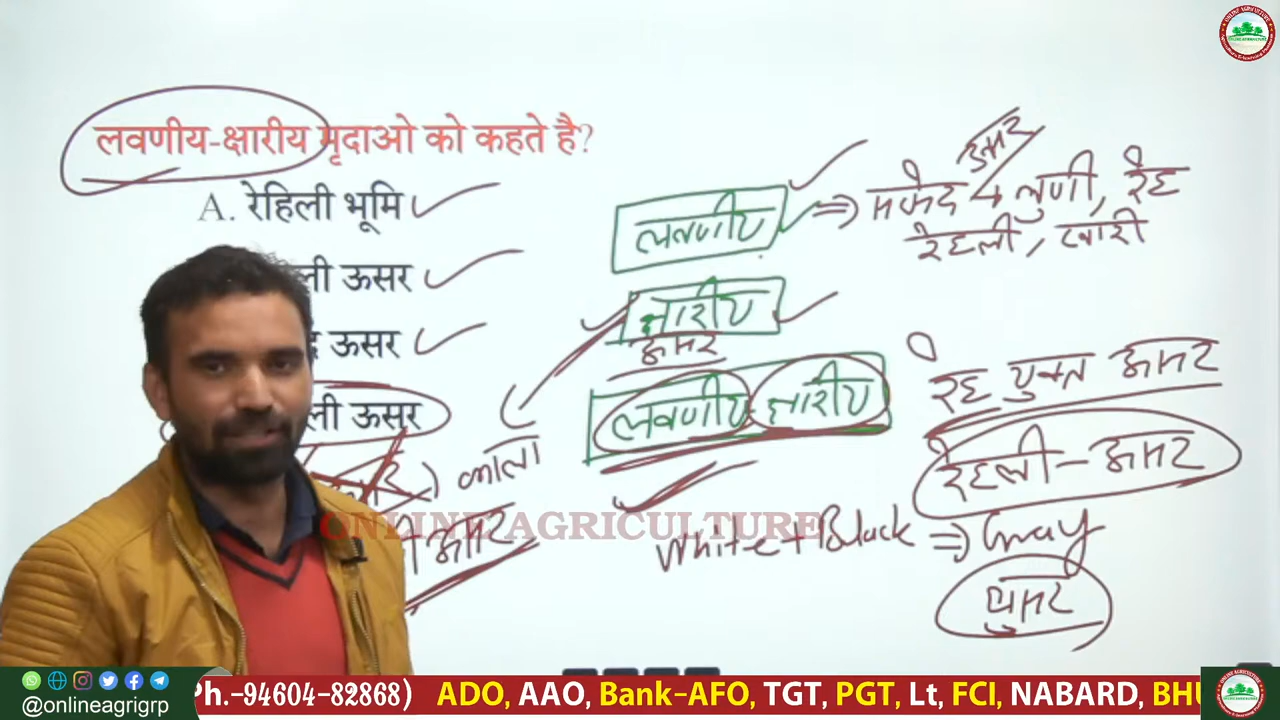 लवणीय-क्षारीय मृदाओ को कहते है?
A. रेहिली भूमि
ली ऊसर
ऊसर
ली ऊसर
काला
ऊसर
लवणीय
क्षारीय
ऊसर
लवणीय क्षारीय
ऊसर
सफेद लुणी, रेह
रेहली, खारी
रेह युक्त ऊसर
रेहली - ऊसर
White + Black ⇒ Gray
धुसर
ONLINE AGRICULTURE
@onlineagrigrp
Ph.-94604-82868) ADO, AAO, Bank-AFO, TGT, PGT, Lt, FCI, NABARD, BHU